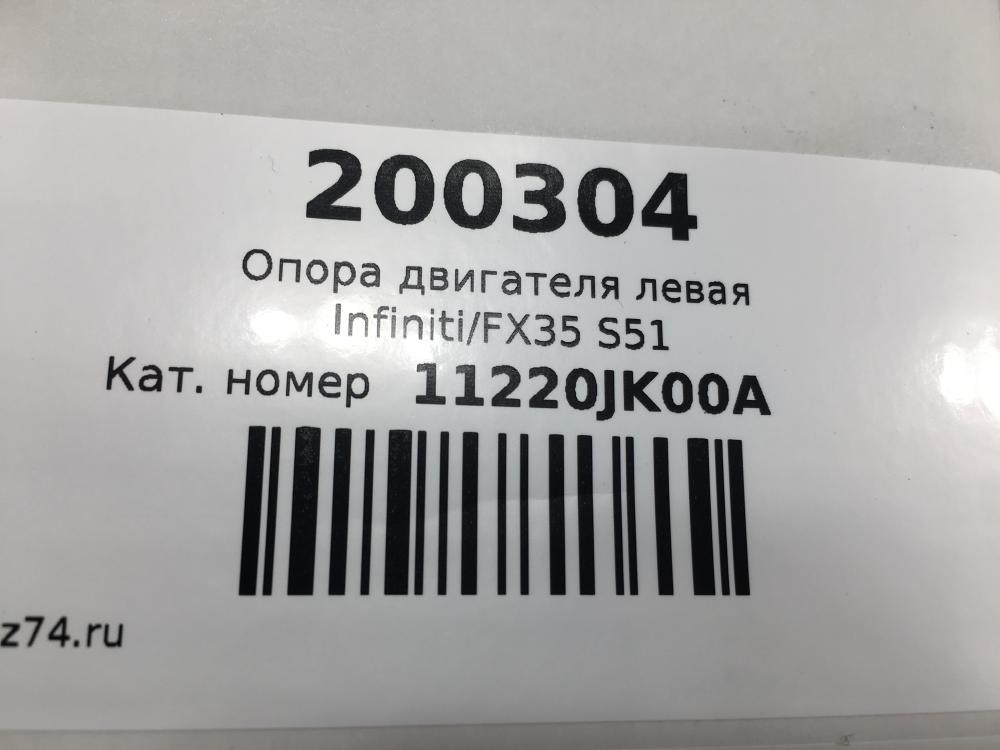 200304
Опора двигателя левая
Infiniti/FX35 S51
Кат. номер 11220JK00A
z74.ru